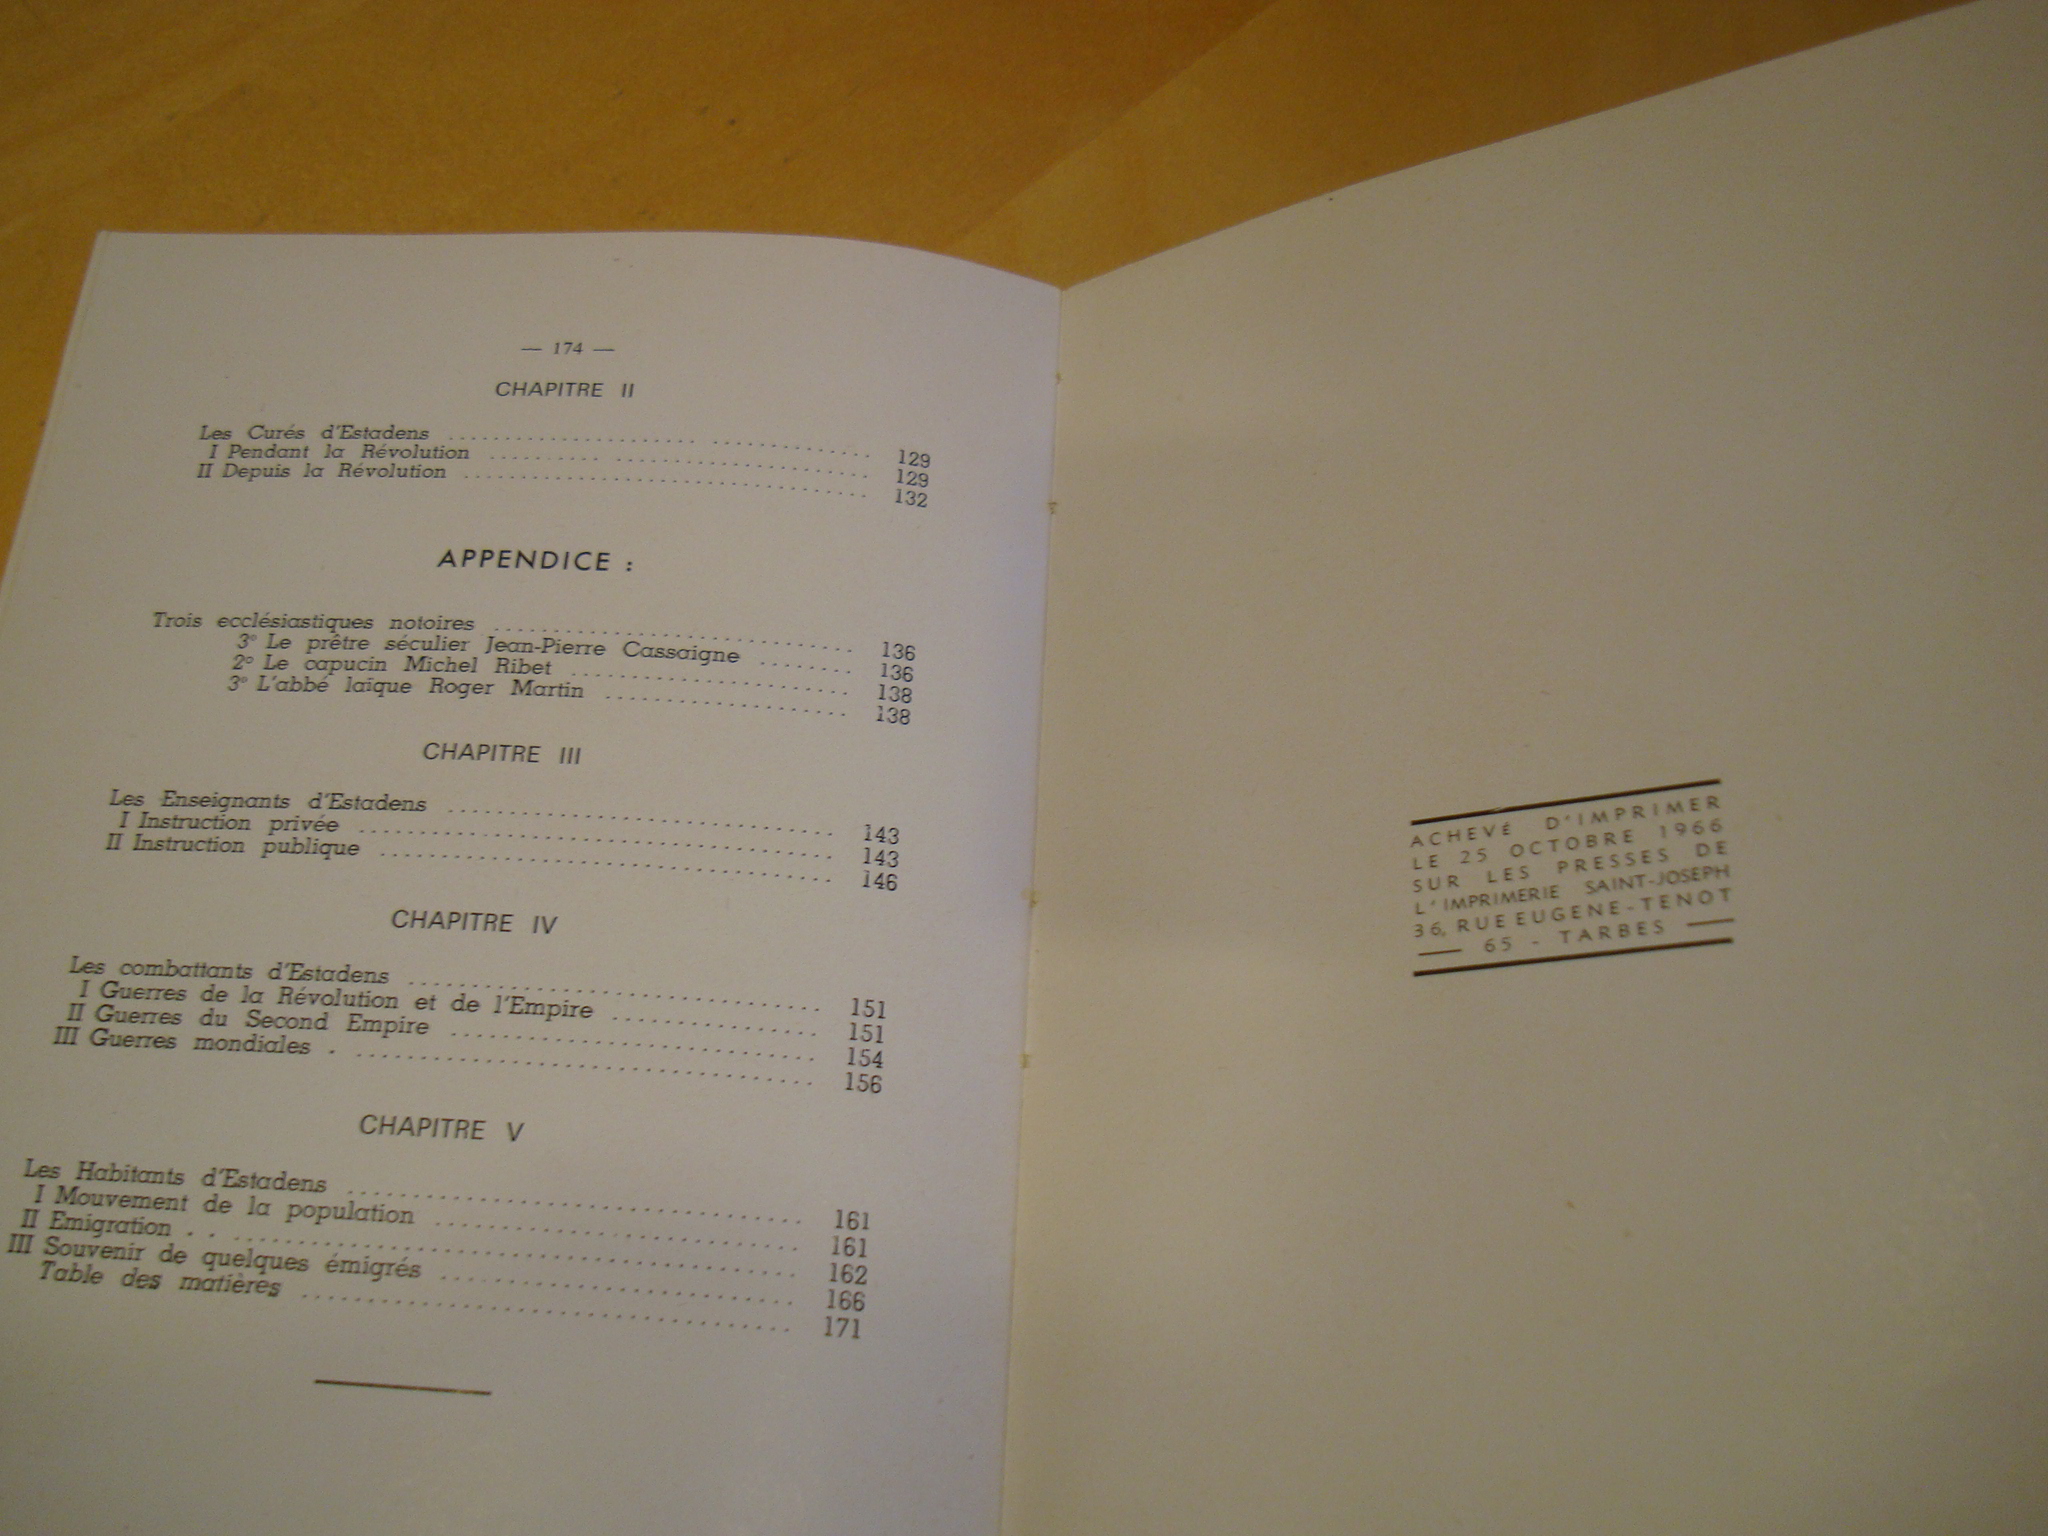 — 174 —
CHAPITRE II
Les Curés d'Estadens ........................ 129
I Pendant la Révolution ........................ 129
II Depuis la Révolution ........................ 132
APPENDICE :
Trois ecclésiastiques notoires ........................ 136
3° Le prêtre séculier Jean-Pierre Cassaigne ........ 136
2° Le capucin Michel Ribet ........................ 138
3° L'abbé laïque Roger Martin ........................ 138
CHAPITRE III
Les Enseignants d'Estadens ........................ 143
I Instruction privée ........................ 143
II Instruction publique ........................ 146
CHAPITRE IV
Les combattants d'Estadens ........................ 151
I Guerres de la Révolution et de l'Empire ............ 151
II Guerres du Second Empire ........................ 154
III Guerres mondiales . ........................ 156
CHAPITRE V
Les Habitants d'Estadens ........................ 161
I Mouvement de la population ........................ 161
II Emigration . . ........................ 162
III Souvenir de quelques émigrés ........................ 166
Table des matières ........................ 171
ACHEVÉ D'IMPRIMER
LE 25 OCTOBRE 1966
SUR LES PRESSES DE
L'IMPRIMERIE SAINT-JOSEPH
36, RUE EUGENE-TENOT
— 65 - TARBES —